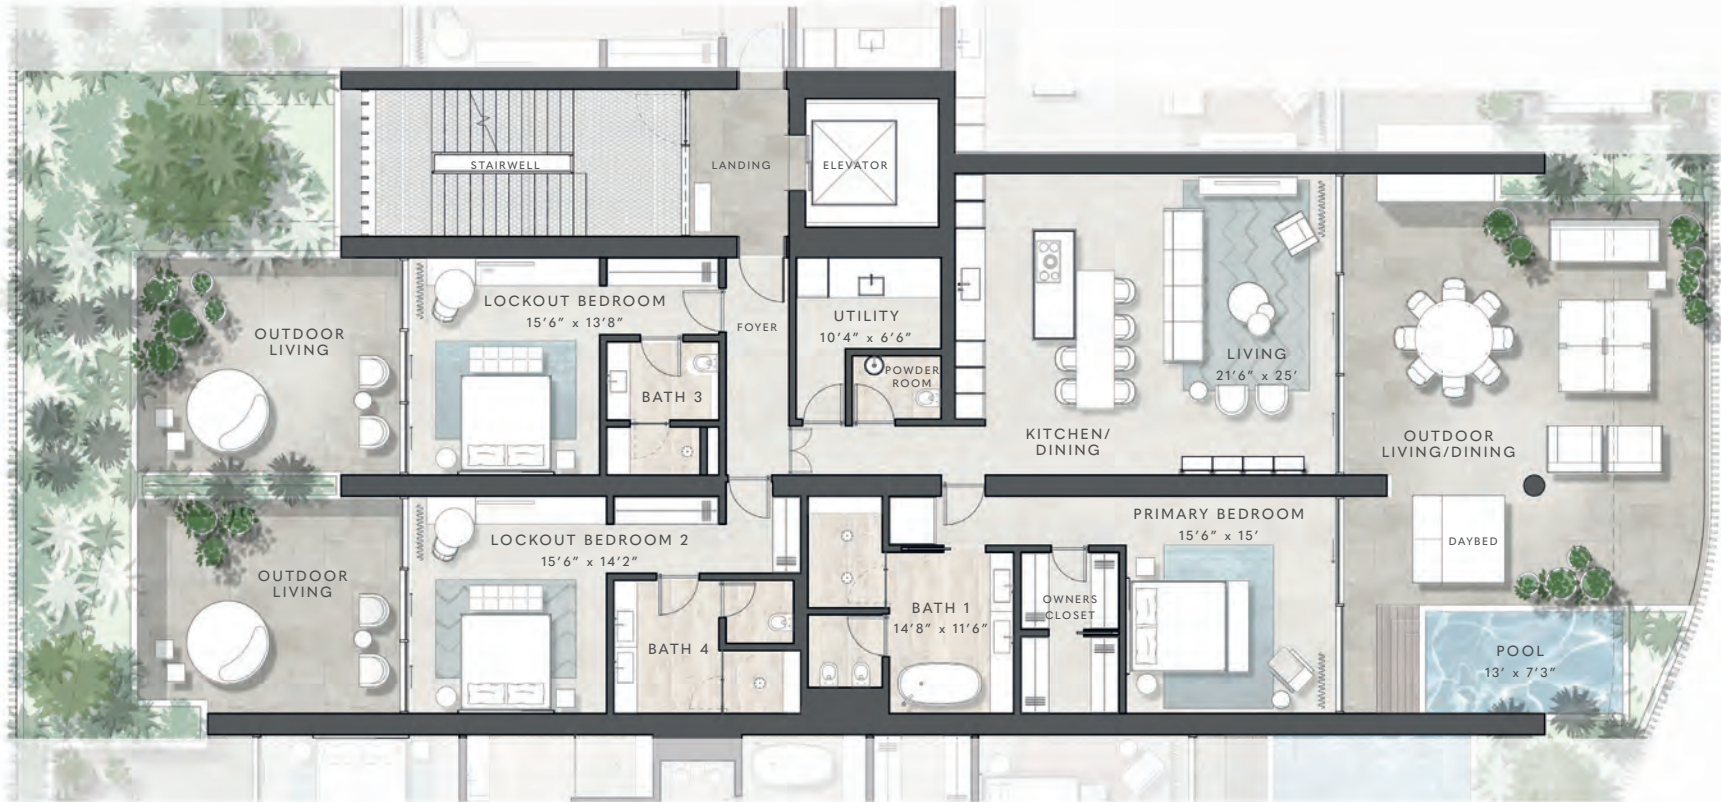 STAIRWELL
LANDING
ELEVATOR
LOCKOUT BEDROOM
15'6" x 13'8"
OUTDOOR
LIVING
FOYER
UTILITY
10'4" x 6'6"
POWDER
ROOM
BATH 3
LIVING
21'6" x 25'
KITCHEN/
DINING
OUTDOOR
LIVING/DINING
LOCKOUT BEDROOM 2
15'6" x 14'2"
OUTDOOR
LIVING
PRIMARY BEDROOM
15'6" x 15'
DAYBED
BATH 1
14'8" x 11'6"
OWNERS
CLOSET
BATH 4
POOL
13' x 7'3"